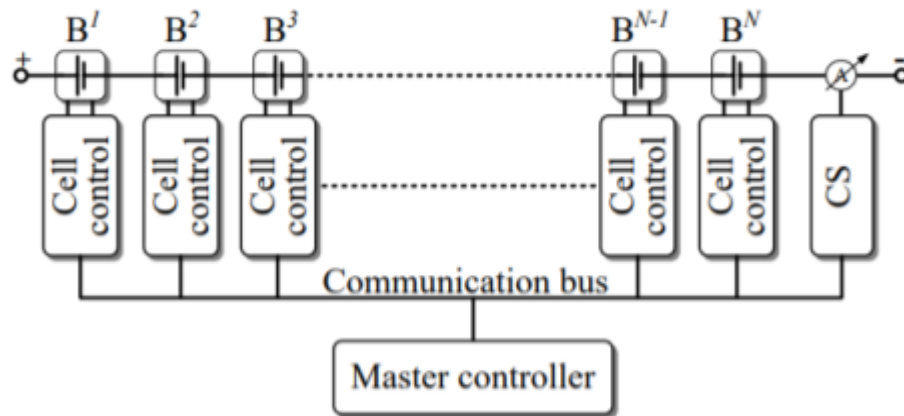 B¹ B² B³ Bᴺ⁻¹ Bᴺ
+ A -
Cell control
Cell control
Cell control
Cell control
Cell control
CS
Communication bus
Master controller